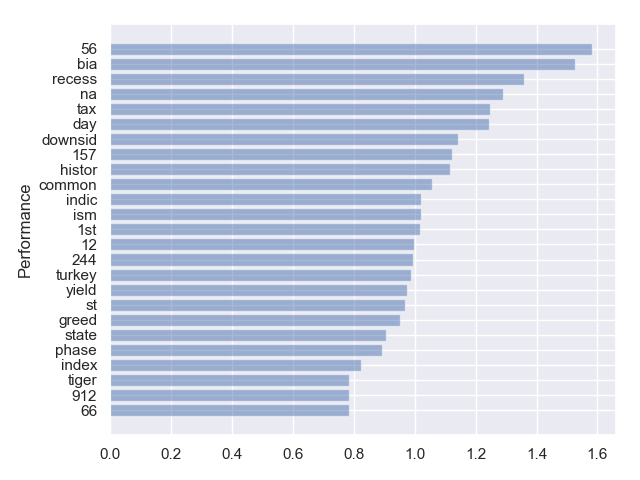 56
bia
recess
na
tax
day
downsid
157
histor
common
indic
ism
1st
12
244
turkey
yield
st
greed
state
phase
index
tiger
912
66
Performance
0.0 0.2 0.4 0.6 0.8 1.0 1.2 1.4 1.6